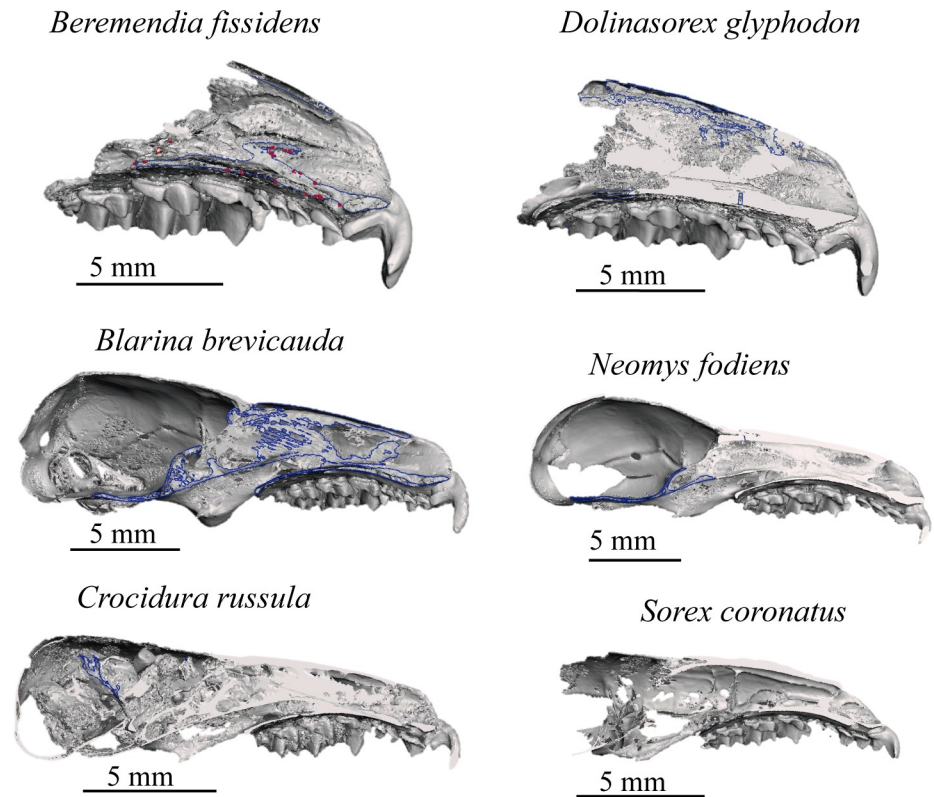 Beremendia fissidens
Dolinasorex glyphodon
5 mm
5 mm
Blarina brevicauda
Neomys fodiens
5 mm
5 mm
Crocidura russula
Sorex coronatus
5 mm
5 mm